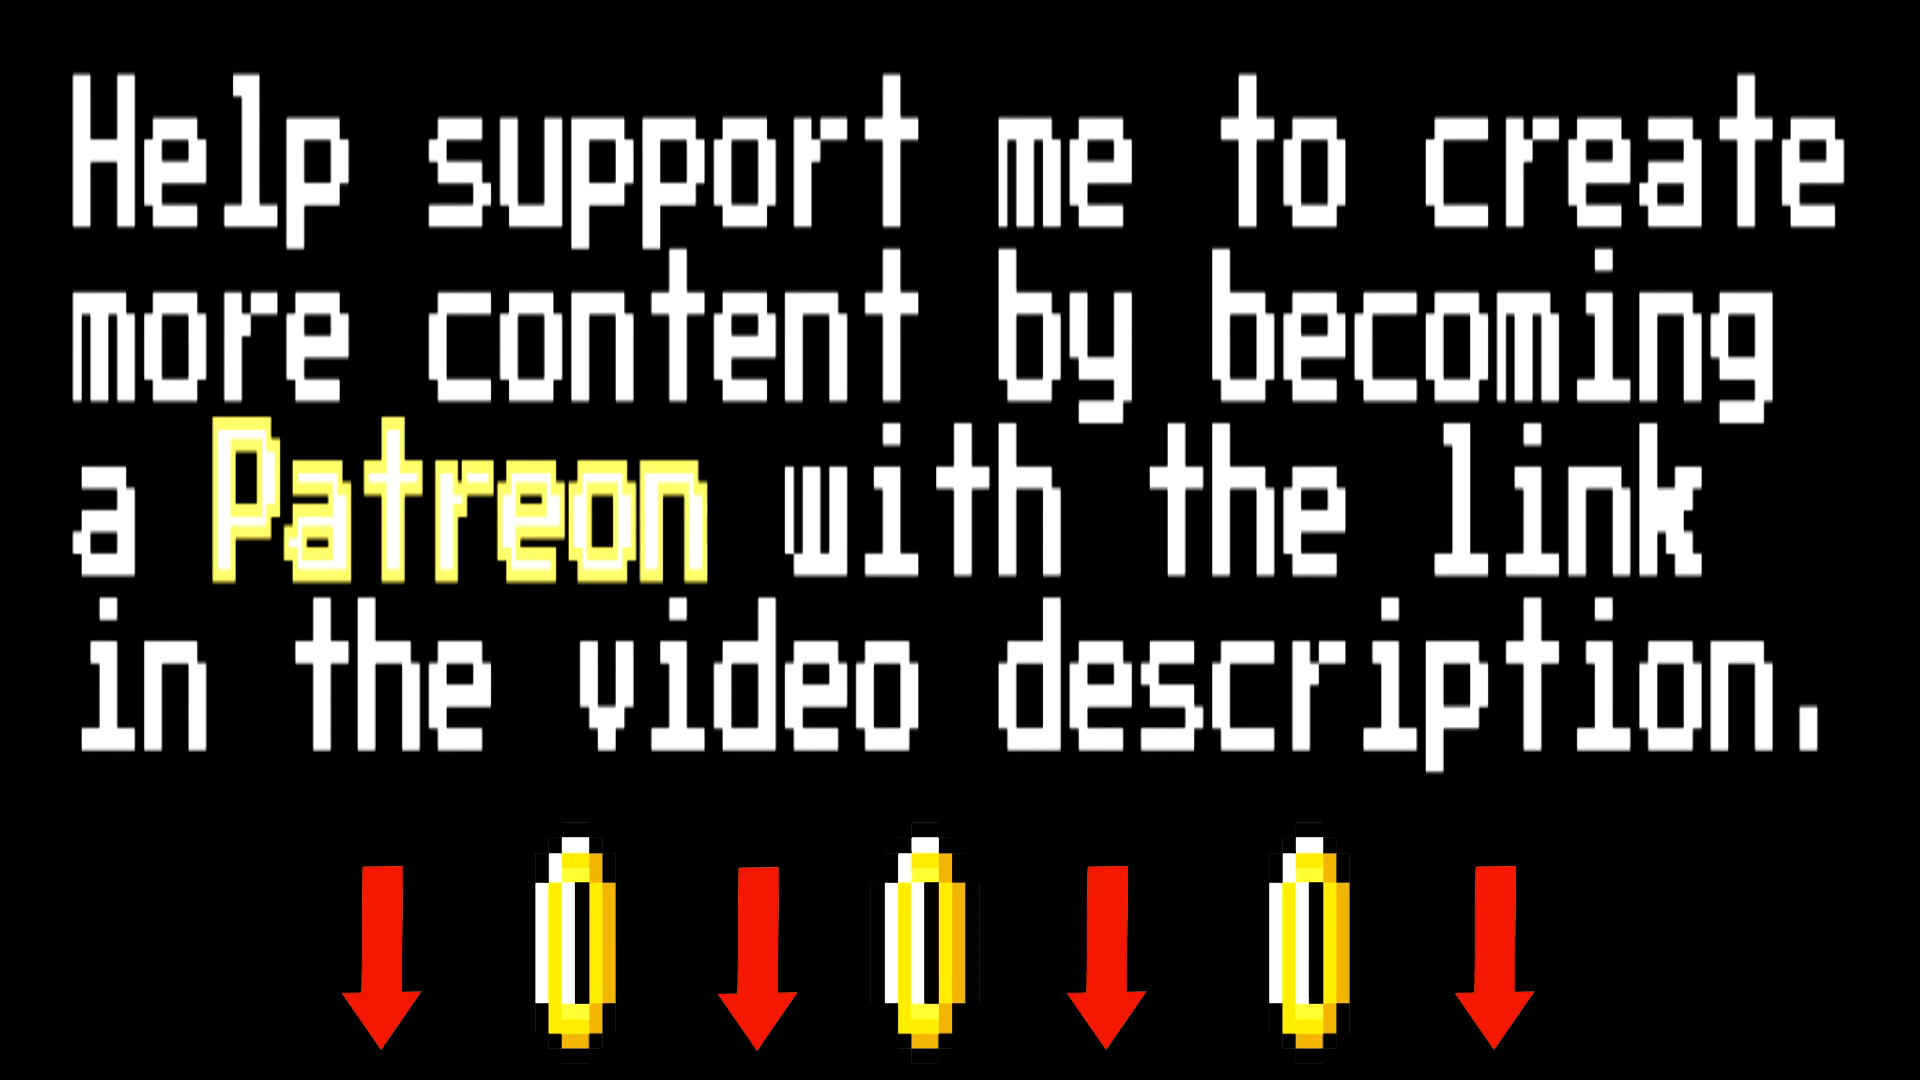 Help support me to create
more content by becoming
a Patreon with the link
in the video description.